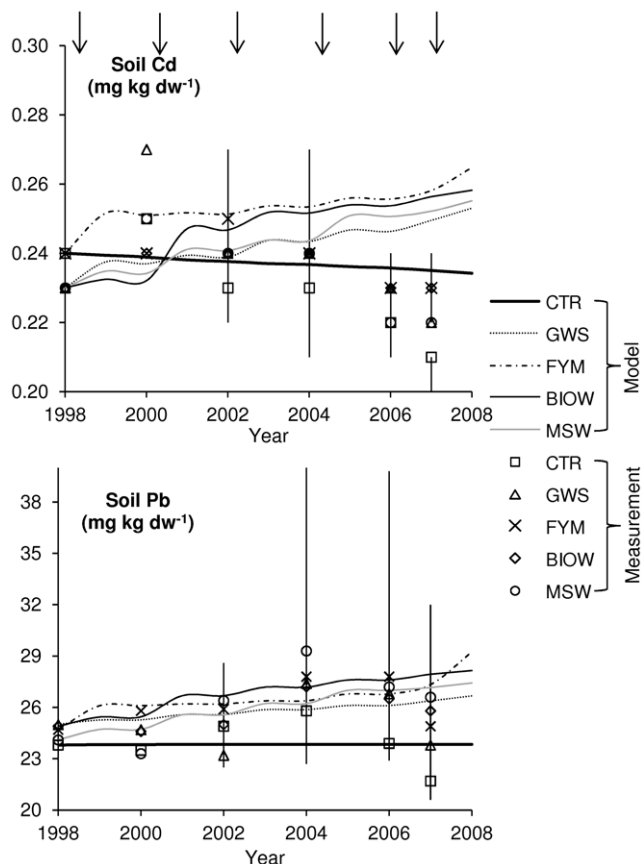 0.30
0.28
0.26
0.24
0.22
0.20
Soil Cd
(mg kg dw⁻¹)
1998 2000 2002 2004 2006 2008
Year
38
35
32
29
26
23
20
Soil Pb
(mg kg dw⁻¹)
1998 2000 2002 2004 2006 2008
Year
CTR
GWS
FYM
BIOW
MSW
Model
CTR
GWS
FYM
BIOW
MSW
Measurement